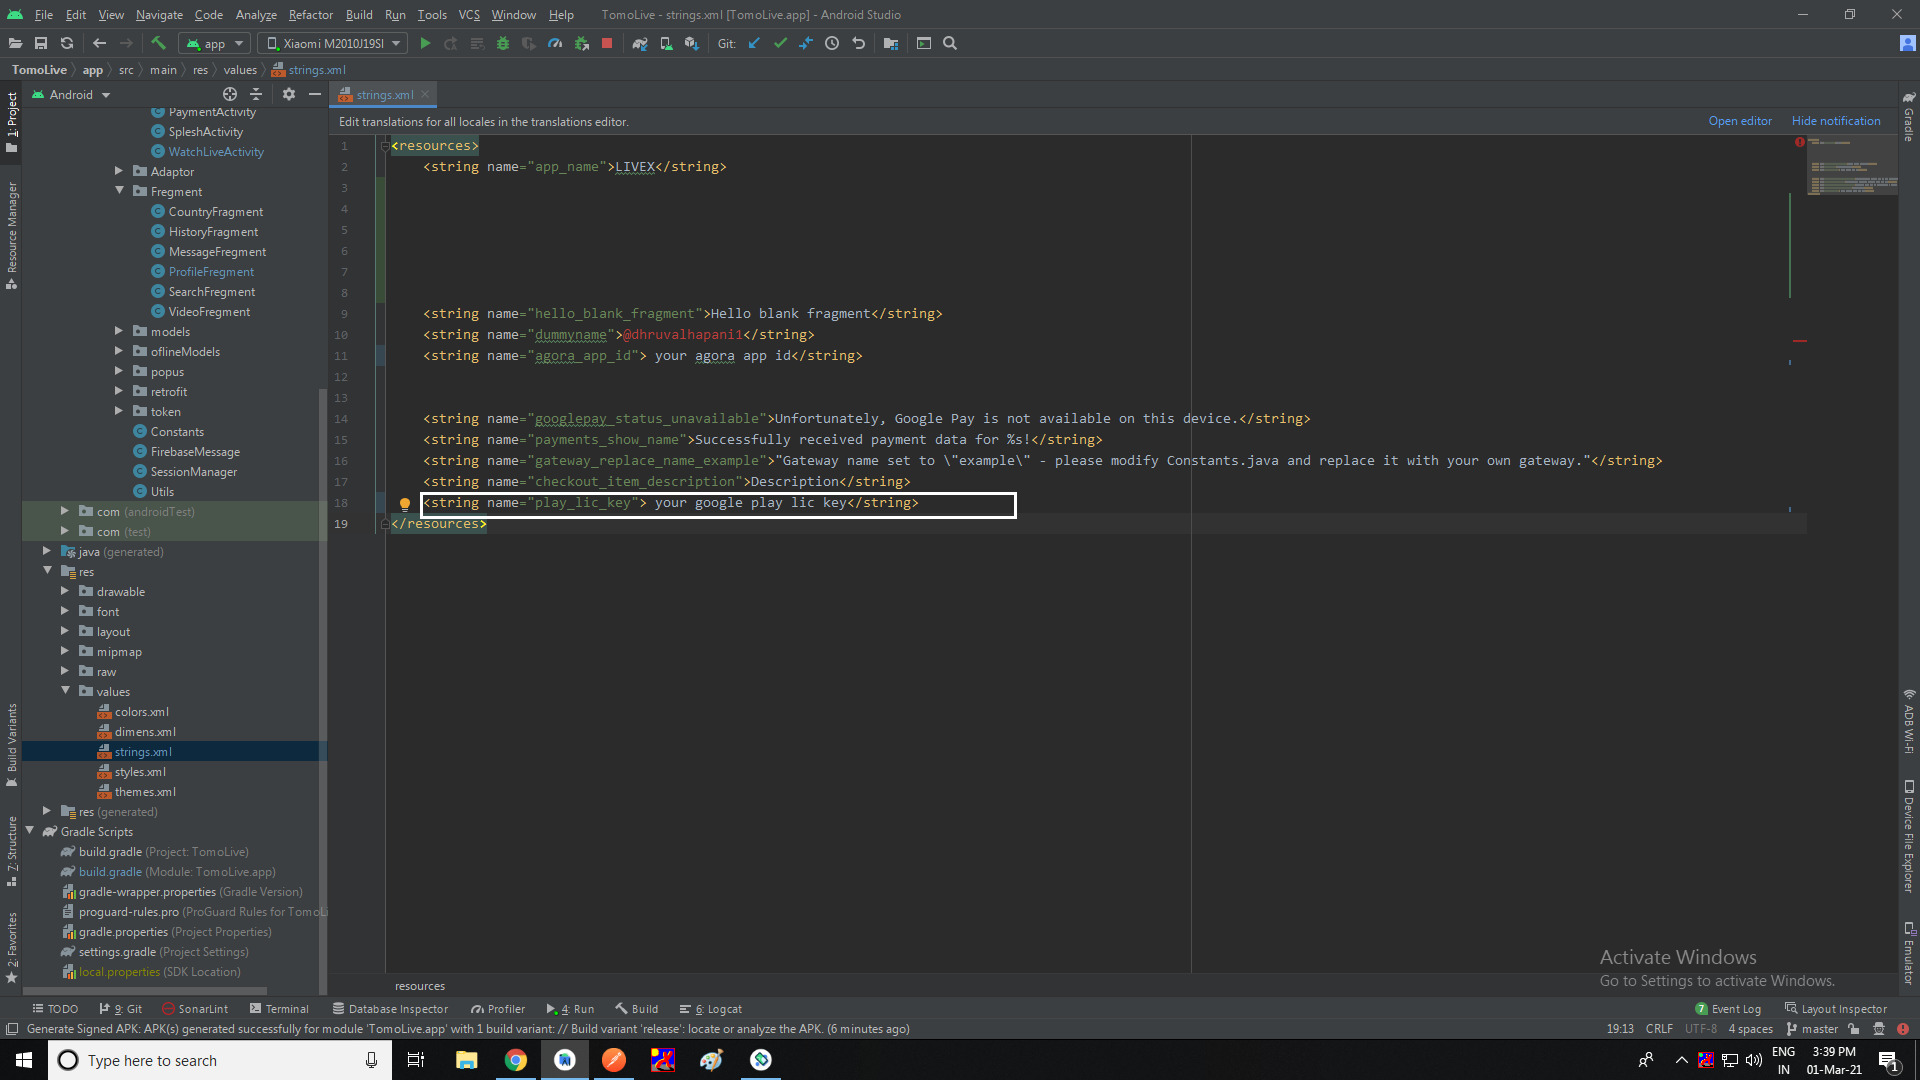 File Edit View Navigate Code Analyze Refactor Build Run Tools VCS Window Help TomoLive - strings.xml [TomoLive.app] - Android Studio
app Xiaomi M2010J19SI Git:
TomoLive app src main res values strings.xml
1: Project
Resource Manager
Build Variants
Z: Structure
2: Favorites
Android
PaymentActivity
SpleshActivity
WatchLiveActivity
Adaptor
Fregment
CountryFragment
HistoryFragment
MessageFregment
ProfileFregment
SearchFregment
VideoFregment
models
oflineModels
popus
retrofit
token
Constants
FirebaseMessage
SessionManager
Utils
com (androidTest)
com (test)
java (generated)
res
drawable
font
layout
mipmap
raw
values
colors.xml
dimens.xml
strings.xml
styles.xml
themes.xml
res (generated)
Gradle Scripts
build.gradle (Project: TomoLive)
build.gradle (Module: TomoLive.app)
gradle-wrapper.properties (Gradle Version)
proguard-rules.pro (ProGuard Rules for TomoLi
gradle.properties (Project Properties)
settings.gradle (Project Settings)
local.properties (SDK Location)
strings.xml
Edit translations for all locales in the translations editor. Open editor Hide notification
1 <resources>
2 <string name="app_name">LIVEX</string>
3
4
5
6
7
8
9 <string name="hello_blank_fragment">Hello blank fragment</string>
10 <string name="dummyname">@dhruvalhapani1</string>
11 <string name="agora_app_id"> your agora app id</string>
12
13
14 <string name="googlepay_status_unavailable">Unfortunately, Google Pay is not available on this device.</string>
15 <string name="payments_show_name">Successfully received payment data for %s!</string>
16 <string name="gateway_replace_name_example">"Gateway name set to \"example\" - please modify Constants.java and replace it with your own gateway."</string>
17 <string name="checkout_item_description">Description</string>
18 <string name="play_lic_key"> your google play lic key</string>
19 </resources>
Gradle
ADB Wi-Fi
Device File Explorer
Emulator
Activate Windows
Go to Settings to activate Windows.
resources
TODO 9: Git SonarLint Terminal Database Inspector Profiler 4: Run Build 6: Logcat 7 Event Log Layout Inspector
Generate Signed APK: APK(s) generated successfully for module 'TomoLive.app' with 1 build variant: // Build variant 'release': locate or analyze the APK. (6 minutes ago) 19:13 CRLF UTF-8 4 spaces master
Type here to search
ENG
IN
3:39 PM
01-Mar-21
1